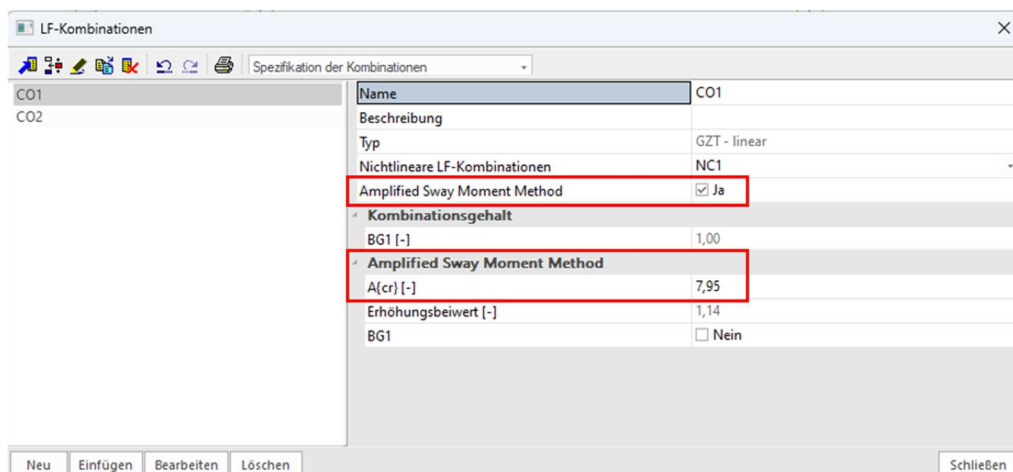 LF-Kombinationen
Spezifikation der Kombinationen
CO1
CO2
Name CO1
Beschreibung
Typ GZT - linear
Nichtlineare LF-Kombinationen NC1
Amplified Sway Moment Method Ja
Kombinationsgehalt
BG1 [-] 1,00
Amplified Sway Moment Method
A{cr} [-] 7,95
Erhöhungsbeiwert [-] 1,14
BG1 Nein
Neu Einfügen Bearbeiten Löschen Schließen